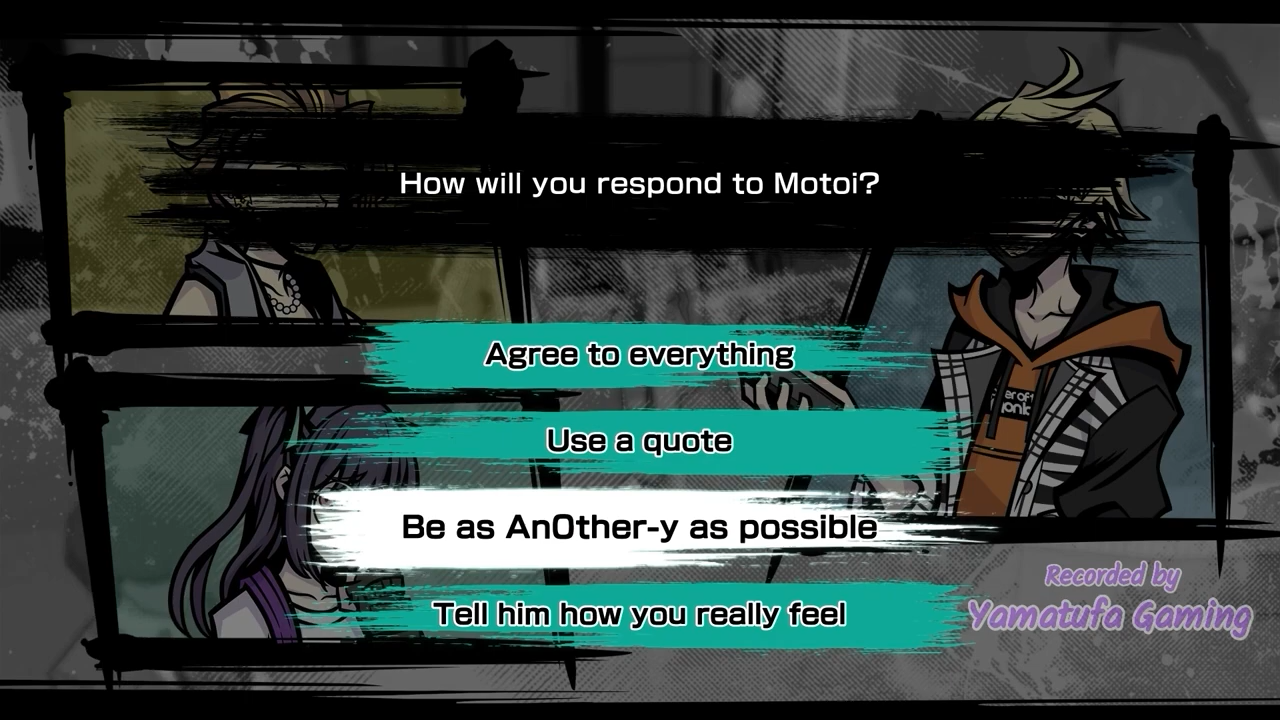 How will you respond to Motoi?
Agree to everything
Use a quote
Be as AnOther-y as possible
Tell him how you really feel
Recorded by
Yamatufa Gaming